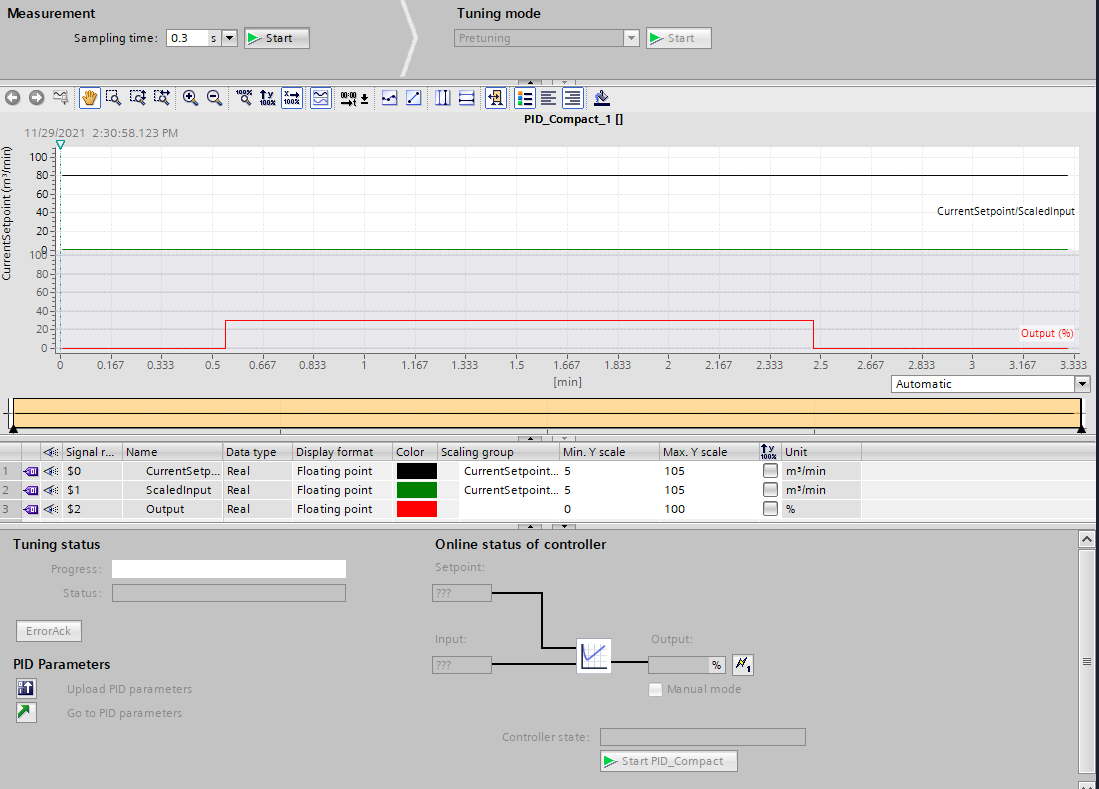 Measurement
Tuning mode
Sampling time: 0.3 s Start
Pretuning Start
PID_Compact_1 []
11/29/2021 2:30:58.123 PM
CurrentSetpoint (m³/min)
100
80
60
40
20
0
CurrentSetpoint/ScaledInput
100
80
60
40
20
0
Output (%)
0 0.167 0.333 0.5 0.667 0.833 1 1.167 1.333 1.5 1.667 1.833 2 2.167 2.333 2.5 2.667 2.833 3 3.167 3.333
[min]
Automatic
Signal r... Name Data type Display format Color Scaling group Min. Y scale Max. Y scale Unit
1 $0 CurrentSetp... Real Floating point CurrentSetpoint... 5 105 m³/min
2 $1 ScaledInput Real Floating point CurrentSetpoint... 5 105 m³/min
3 $2 Output Real Floating point 0 100 %
Tuning status
Progress:
Status:
ErrorAck
PID Parameters
Upload PID parameters
Go to PID parameters
Online status of controller
Setpoint:
???
Input:
???
Output:
%
Manual mode
Controller state:
Start PID_Compact